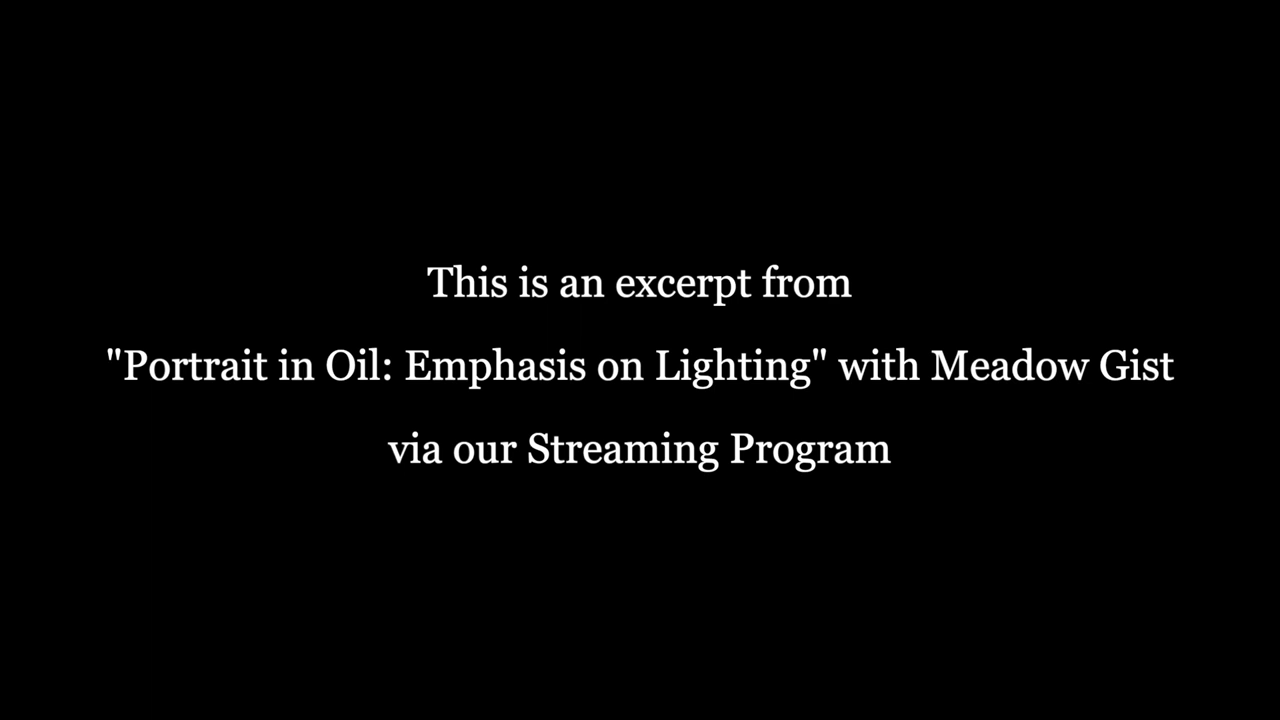 This is an excerpt from
"Portrait in Oil: Emphasis on Lighting" with Meadow Gist
via our Streaming Program